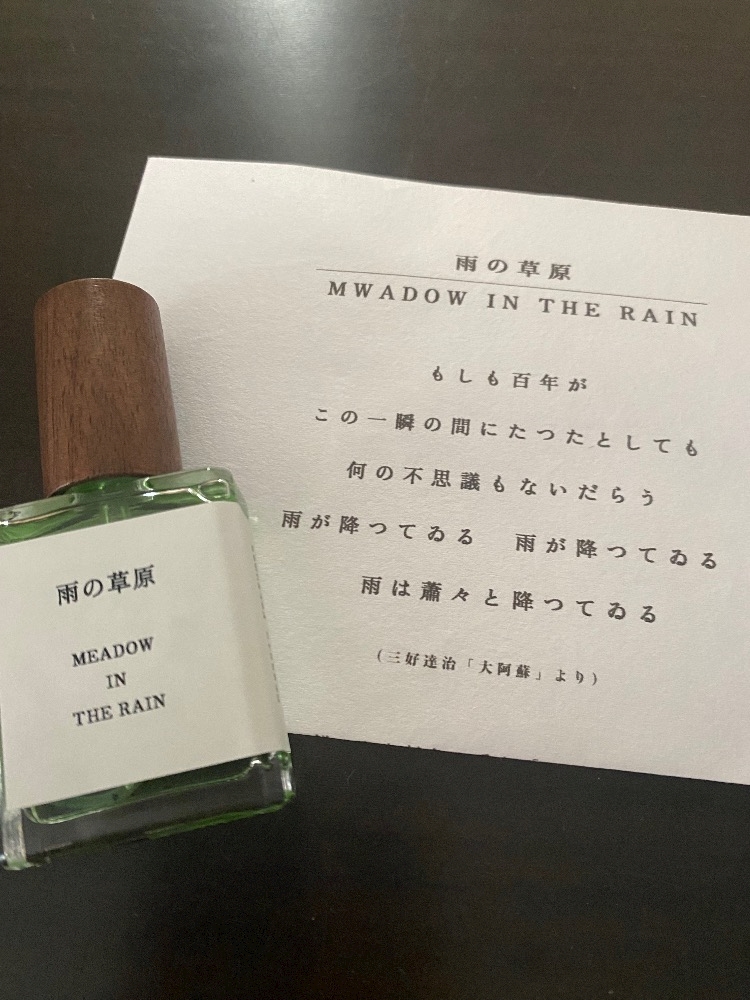 雨の草原
MWADOW IN THE RAIN
もしも百年が
この一瞬の間にたつたとしても
何の不思議もないだらう
雨が降つてゐる　雨が降つてゐる
雨は蕭々と降つてゐる
(三好達治「大阿蘇」より)
雨の草原
MEADOW
IN
THE RAIN